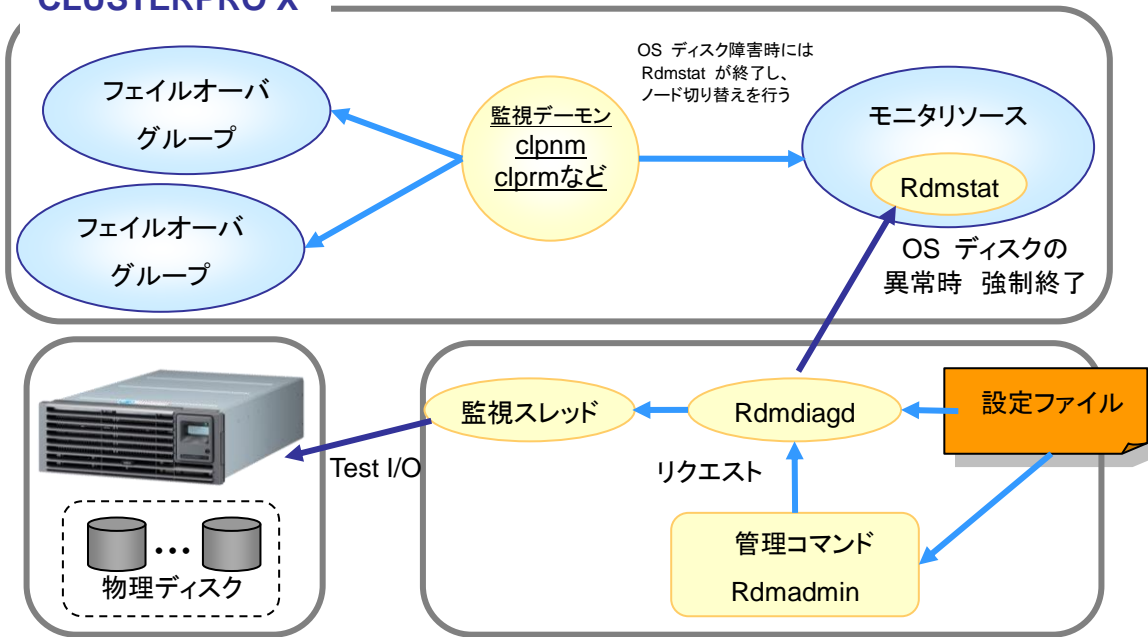 CLUSTERPRO X
フェイルオーバ
グループ
フェイルオーバ
グループ
監視デーモン
clpnm
clprmなど
OS ディスク障害時には
Rdmstat が終了し、
ノード切り替えを行う
モニタリソース
Rdmstat
OS ディスクの
異常時 強制終了
監視スレッド
Rdmdiagd
設定ファイル
Test I/O
リクエスト
管理コマンド
Rdmadmin
物理ディスク